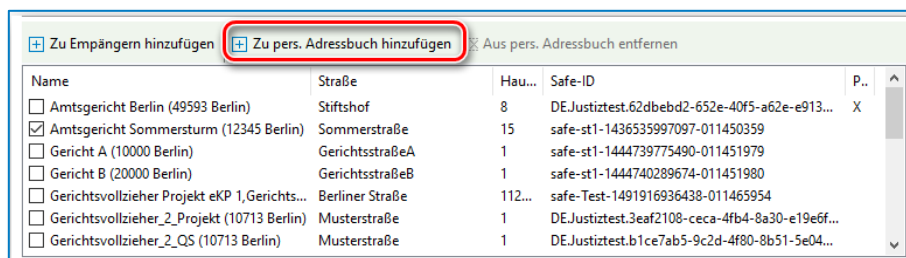 Zu Empängern hinzufügen Zu pers. Adressbuch hinzufügen Aus pers. Adressbuch entfernen
Name Straße Hau... Safe-ID P..
Amtsgericht Berlin (49593 Berlin) Stiftshof 8 DE.Justiztest.62dbebd2-652e-40f5-a62e-e913... X
Amtsgericht Sommersturm (12345 Berlin) Sommerstraße 15 safe-st1-1436535997097-011450359
Gericht A (10000 Berlin) GerichtsstraßeA 1 safe-st1-1444739775490-011451979
Gericht B (20000 Berlin) GerichtsstraßeB 1 safe-st1-1444740289674-011451980
Gerichtsvollzieher Projekt eKP 1,Gerichts... Berliner Straße 112... safe-Test-1491916936438-011465954
Gerichtsvollzieher_2_Projekt (10713 Berlin) Musterstraße 1 DE.Justiztest.3eaf2108-ceca-4fb4-8a30-e19e6f...
Gerichtsvollzieher_2_QS (10713 Berlin) Musterstraße 1 DE.Justiztest.b1ce7ab5-9c2d-4f80-8b51-5e04...